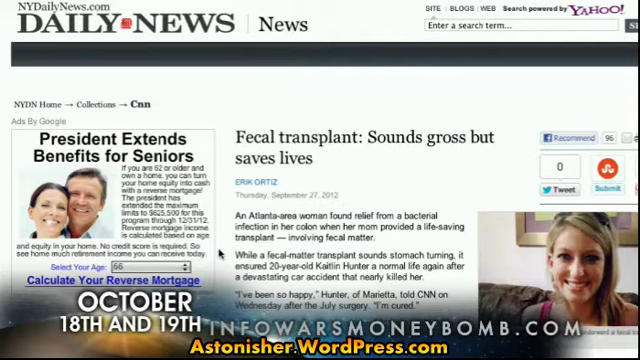 NYDailyNews.com
DAILY NEWS
News
SITE | BLOGS | WEB Search powered by YAHOO!
Enter a search term...
NYDN Home → Collections → Cnn
Ads By Google
President Extends
Benefits for Seniors
If you are 62 or older and
own a home, you can turn
your home equity into cash
with a reverse mortgage!
The president has
extended the maximum
limits to $625,500 for this
program through 12/31/12.
Reverse mortgage income
is calculated based on age
and equity in your home. No credit score is required. So
see how much retirement income you can get!
Select Your Age: 66
Calculate Your Reverse Mortgage
Fecal transplant: Sounds gross but
saves lives
ERIK ORTIZ
Thursday, September 27, 2012
An Atlanta-area woman found relief from a bacterial
infection in her colon when her mom provided a life-saving
transplant — involving fecal matter.
While a fecal-matter transplant sounds stomach turning, it
ensured 20-year-old Kaitlin Hunter a normal life again after
a devastating car accident that nearly killed her.
"I've been so happy," Hunter, of Marietta, told CNN on
Wednesday after the July surgery. "I'm cured."
Recommend 96
0
Tweet
Submit
OCTOBER
18TH AND 19TH
INFOWARSMONEYBOMB.COM
Astonisher.WordPress.com